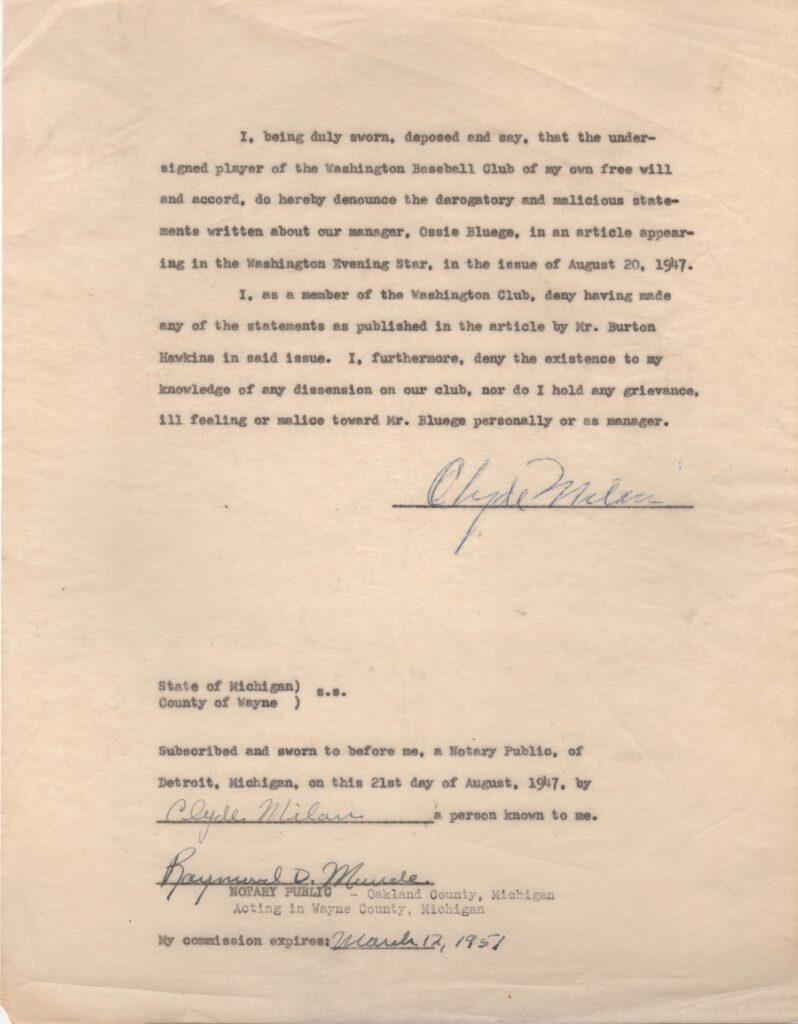 I, being duly sworn, deposed and say, that the under-
signed player of the Washington Baseball Club of my own free will
and accord, do hereby denounce the derogatory and malicious state-
ments written about our manager, Ossie Bluege, in an article appear-
ing in the Washington Evening Star, in the issue of August 20, 1947.
I, as a member of the Washington Club, deny having made
any of the statements as published in the article by Mr. Burton
Hawkins in said issue. I, furthermore, deny the existence to my
knowledge of any dissension on our club, nor do I hold any grievance,
ill feeling or malice toward Mr. Bluege personally or as manager.
Clyde Milan
State of Michigan)
s.s.
County of Wayne )
Subscribed and sworn to before me, a Notary Public, of
Detroit, Michigan, on this 21st day of August, 1947, by
Clyde Milan a person known to me.
Raymond D.
NOTARY PUBLIC - Oakland County, Michigan
Acting in Wayne County, Michigan
My commission expires: March 12, 1951